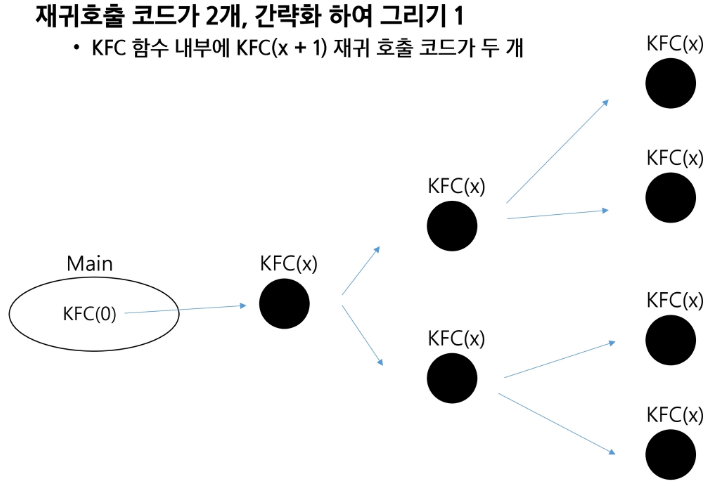 재귀호출 코드가 2개, 간략화 하여 그리기 1
• KFC 함수 내부에 KFC(x + 1) 재귀 호출 코드가 두 개
KFC(x)
KFC(x)
KFC(x)
Main
KFC(x)
KFC(0)
KFC(x)
KFC(x)
KFC(x)